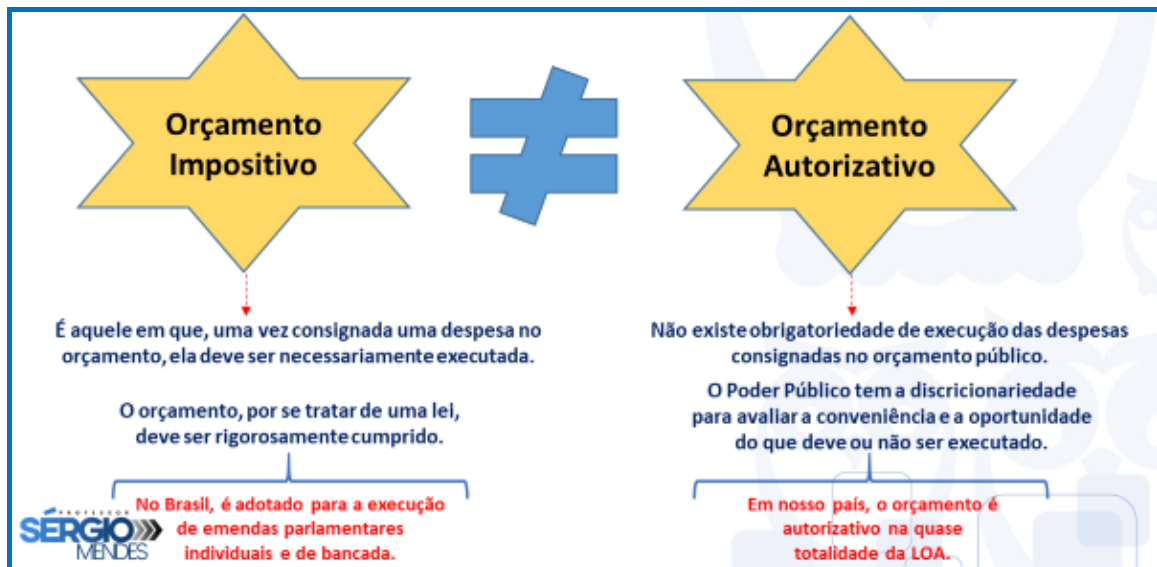 Orçamento
Impositivo
Orçamento
Autorizativo
É aquele em que, uma vez consignada uma despesa no
orçamento, ela deve ser necessariamente executada.
O orçamento, por se tratar de uma lei,
deve ser rigorosamente cumprido.
No Brasil, é adotado para a execução
de emendas parlamentares
individuais e de bancada.
Não existe obrigatoriedade de execução das despesas
consignadas no orçamento público.
O Poder Público tem a discricionariedade
para avaliar a conveniência e a oportunidade
do que deve ou não ser executado.
Em nosso país, o orçamento é
autorizativo na quase
totalidade da LOA.
PROFESSOR
SÉRGIO
MENDES